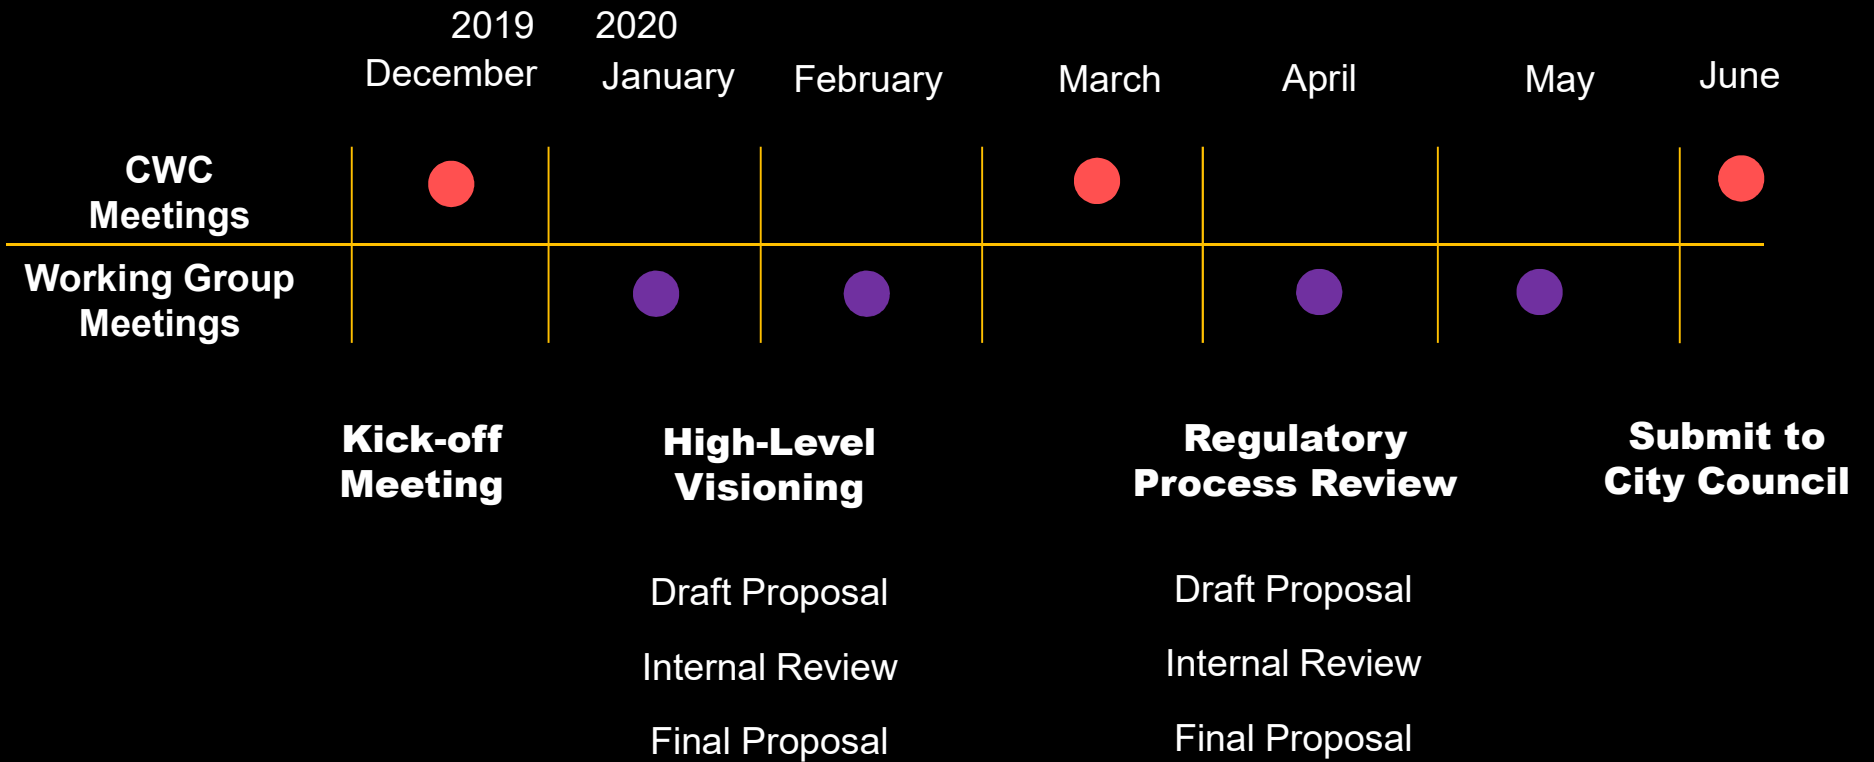 2019 2020
December January February March April May June
CWC
Meetings
Working Group
Meetings
Kick-off
Meeting
High-Level
Visioning
Regulatory
Process Review
Submit to
City Council
Draft Proposal
Internal Review
Final Proposal
Draft Proposal
Internal Review
Final Proposal